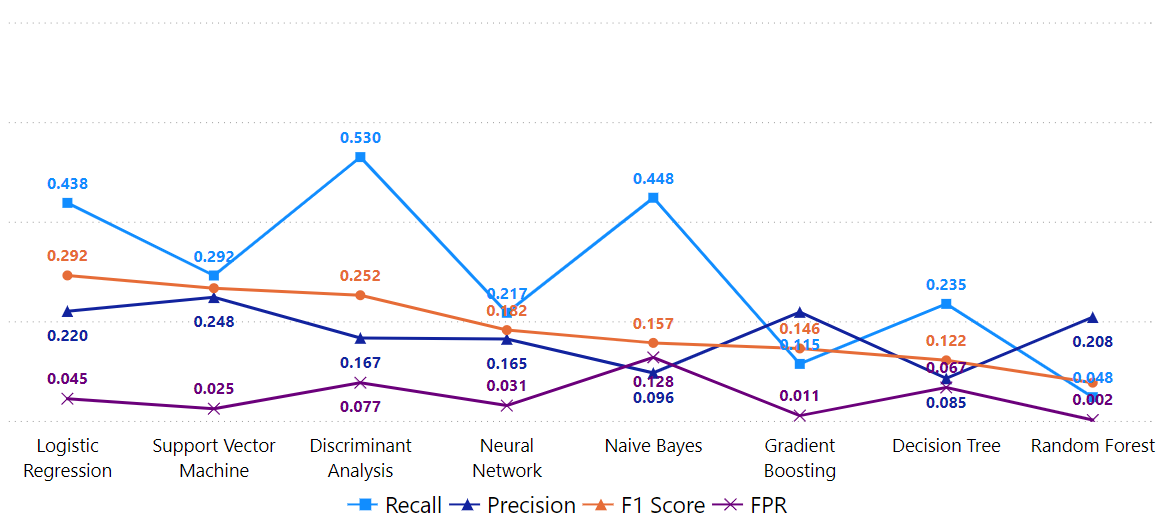 0.530
0.438
0.448
0.292
0.292
0.252
0.217
0.182
0.235
0.157
0.146
0.115
0.122
0.220
0.248
0.167
0.165
0.128
0.096
0.067
0.085
0.208
0.048
0.002
0.045
0.025
0.077
0.031
0.011
Logistic
Regression
Support Vector
Machine
Discriminant
Analysis
Neural
Network
Naive Bayes
Gradient
Boosting
Decision Tree
Random Forest
Recall Precision F1 Score FPR